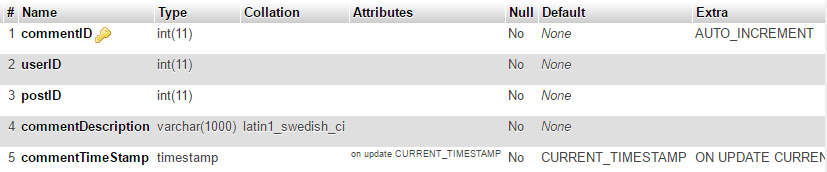 # Name Type Collation Attributes Null Default Extra
1 commentID int(11) No None AUTO_INCREMENT
2 userID int(11) No None
3 postID int(11) No None
4 commentDescription varchar(1000) latin1_swedish_ci No None
5 commentTimeStamp timestamp on update CURRENT_TIMESTAMP No CURRENT_TIMESTAMP ON UPDATE CURREN